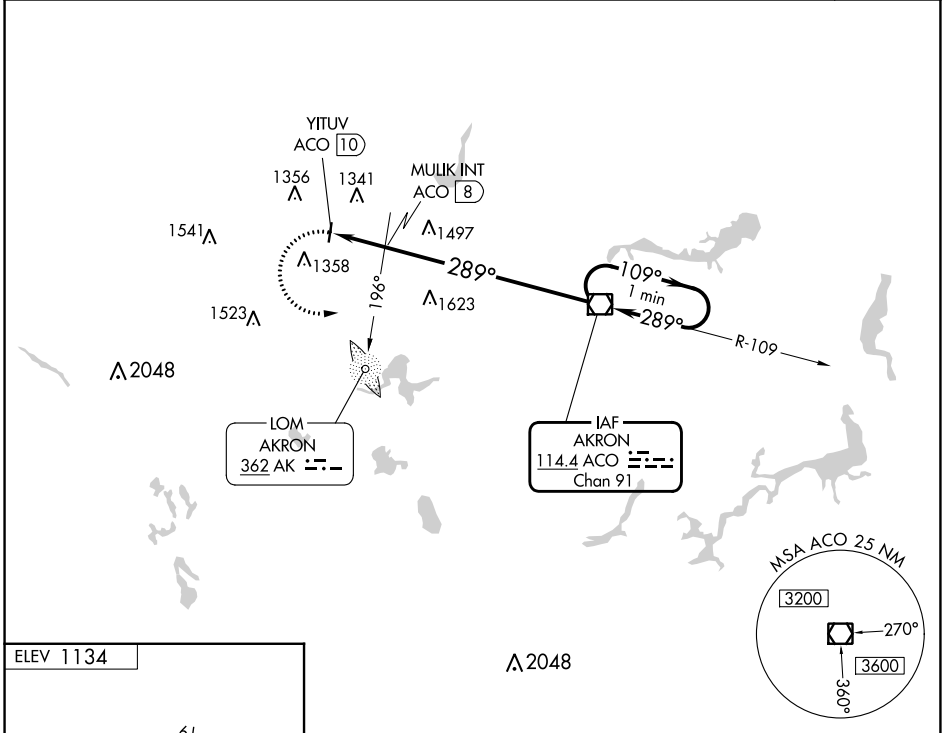 YITUV
ACO 10
MULIK INT
ACO 8
1356
1341
1497
1541
1358
289°
109°
1 min
289°
R-109
196°
1623
1523
2048
LOM
AKRON
362 AK
IAF
AKRON
114.4 ACO
Chan 91
MSA ACO 25 NM
3200
270°
3600
360°
ELEV 1134
2048